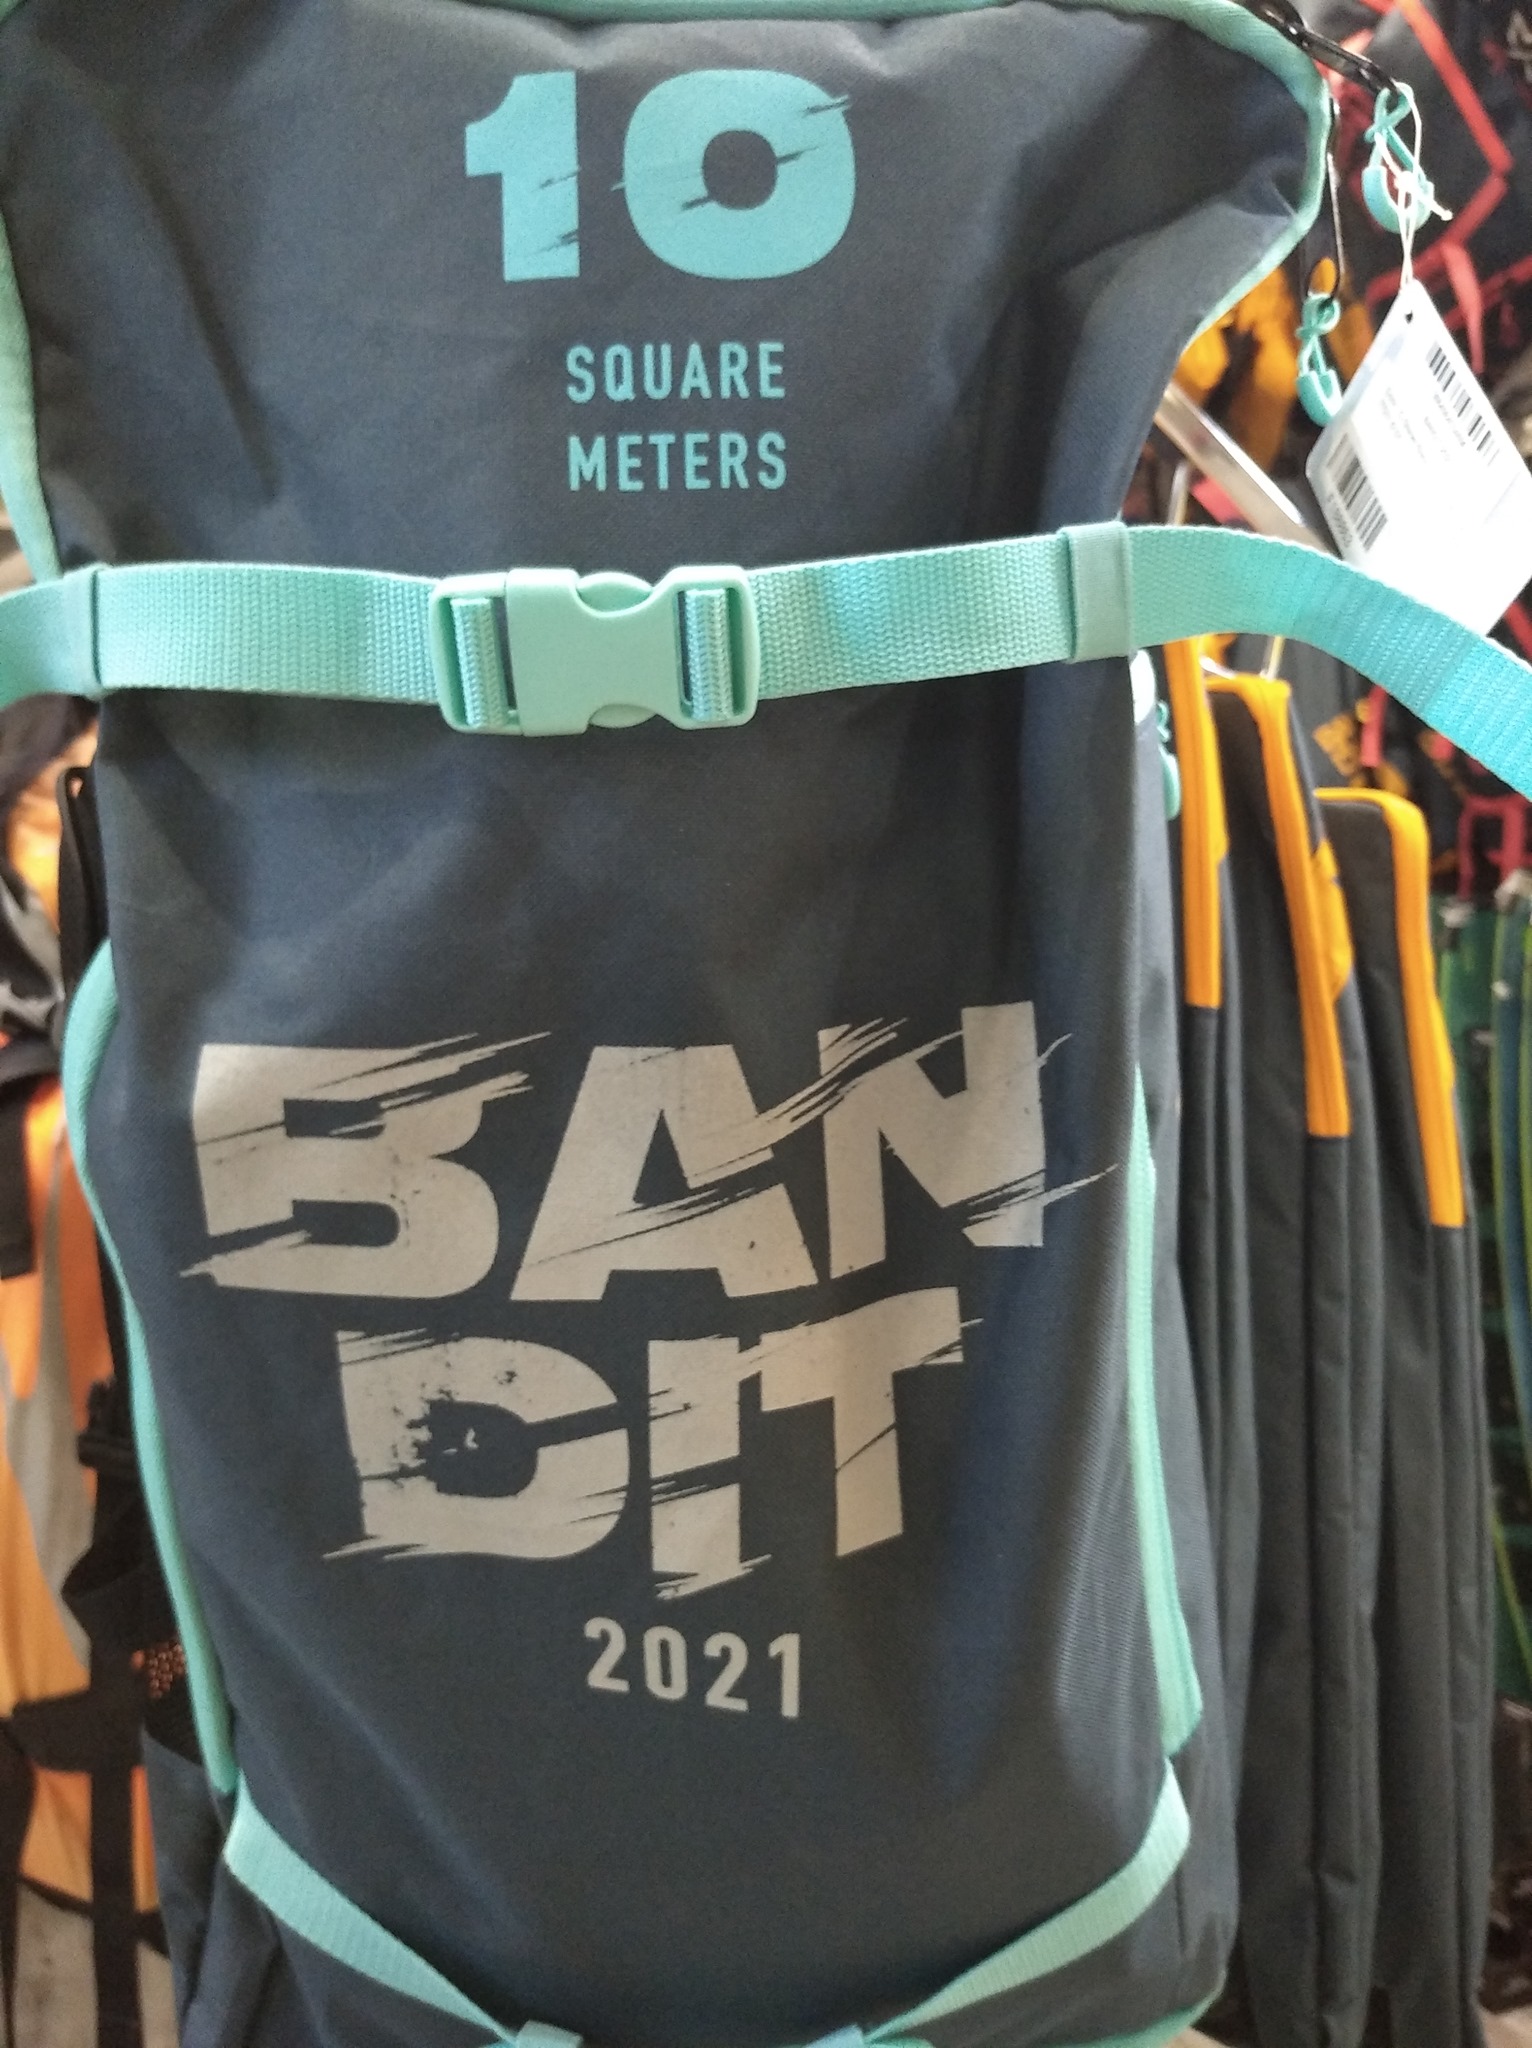 10
SQUARE
METERS
BAN
DIT
2021